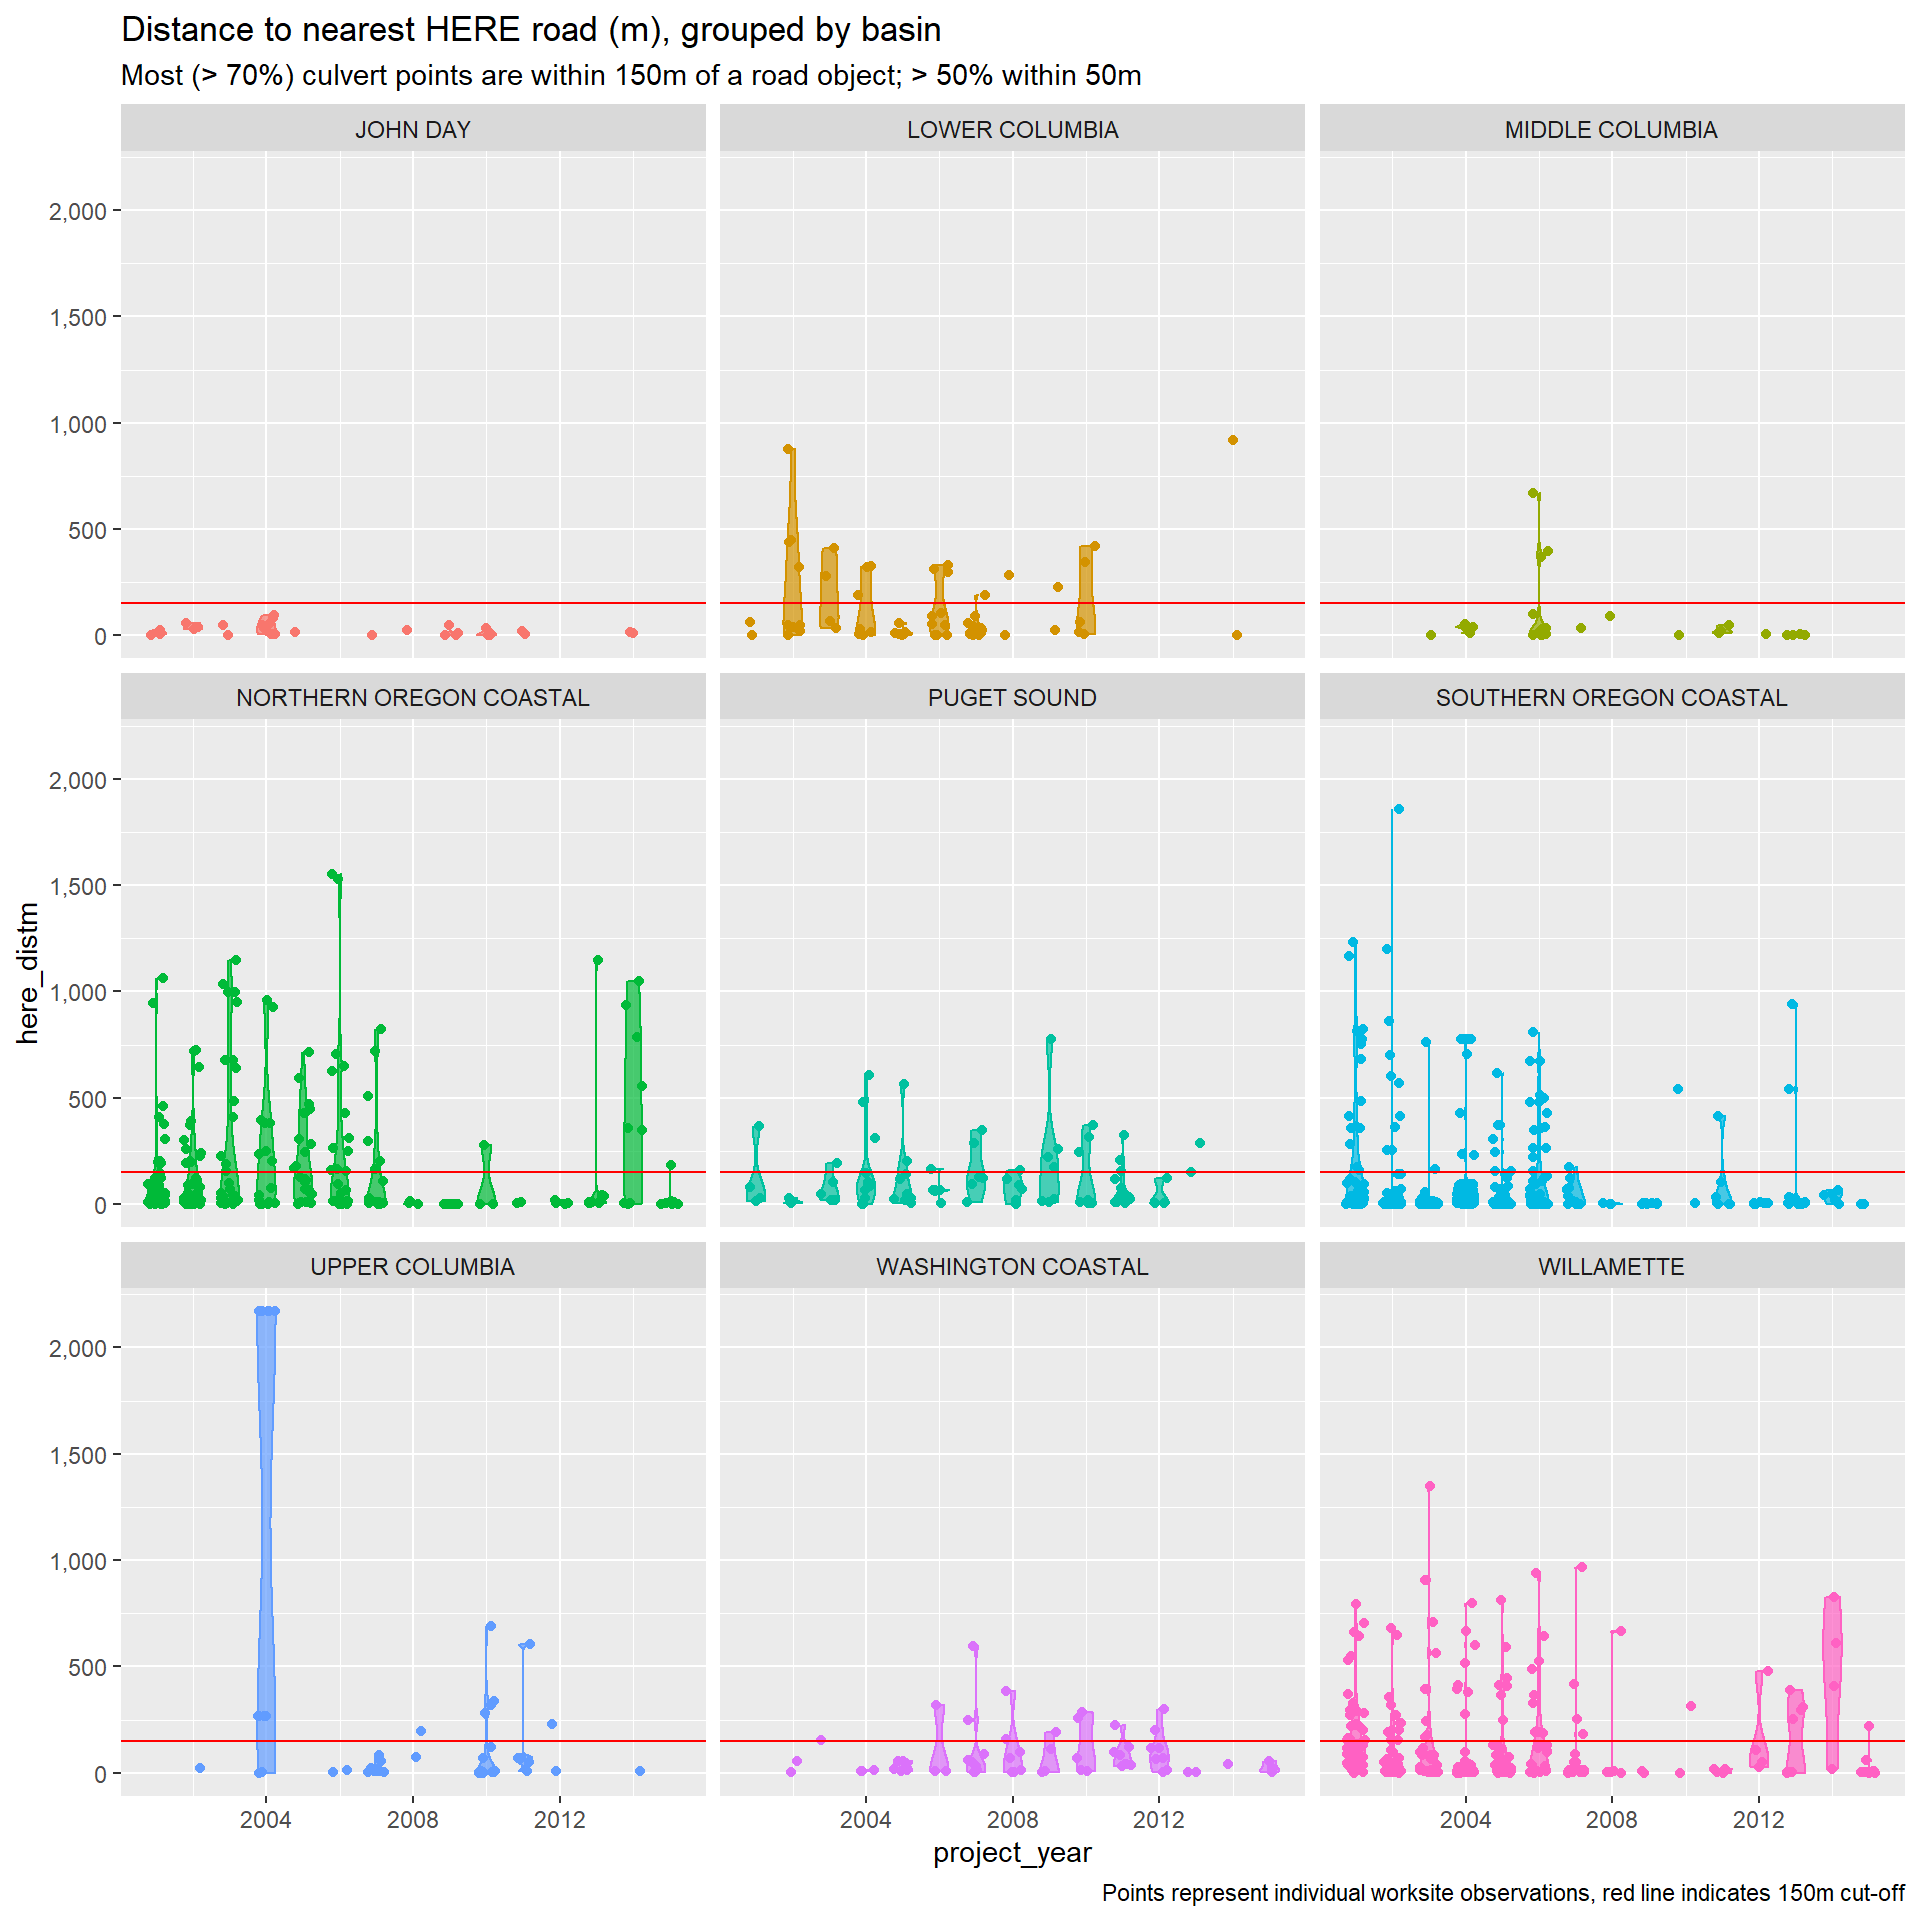 Distance to nearest HERE road (m), grouped by basin
Most (> 70%) culvert points are within 150m of a road object; > 50% within 50m
JOHN DAY
LOWER COLUMBIA
MIDDLE COLUMBIA
2,000
1,500
1,000
500
0
NORTHERN OREGON COASTAL
PUGET SOUND
SOUTHERN OREGON COASTAL
2,000
1,500
1,000
500
0
here_distm
UPPER COLUMBIA
WASHINGTON COASTAL
WILLAMETTE
2,000
1,500
1,000
500
0
2004 2008 2012
2004 2008 2012
2004 2008 2012
project_year
Points represent individual worksite observations, red line indicates 150m cut-off